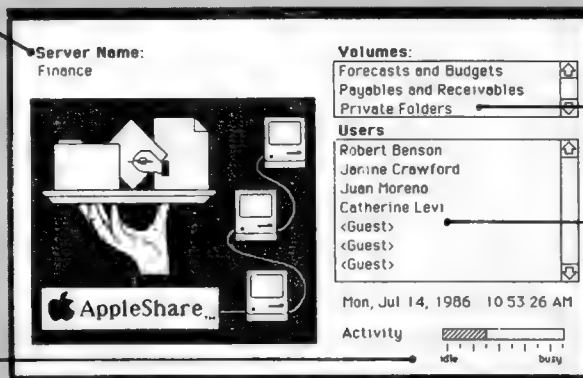 Server Name:
Finance
AppleShare™
Volumes:
Forecasts and Budgets
Payables and Receivables
Private Folders
Users
Robert Benson
Janine Crawford
Juan Moreno
Catherine Levi
<Guest>
<Guest>
<Guest>
Mon, Jul 14, 1986 10 53 26 AM
Activity
idle busy